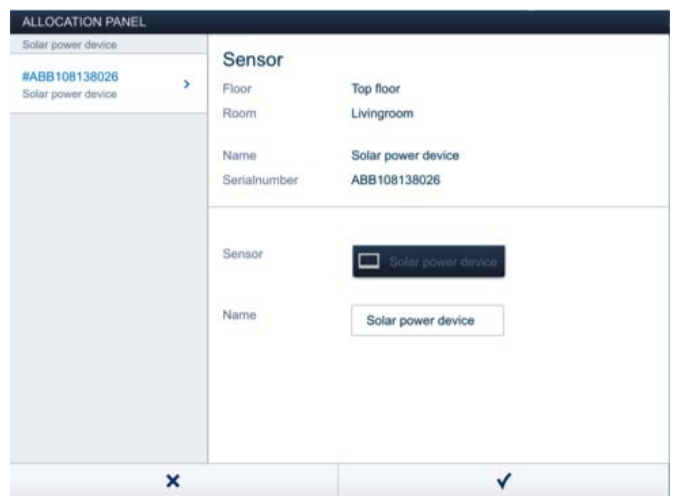 ALLOCATION PANEL
Solar power device
#ABB108138026
Solar power device
Sensor
Floor Top floor
Room Livingroom
Name Solar power device
Serialnumber ABB108138026
Sensor Solar power device
Name Solar power device